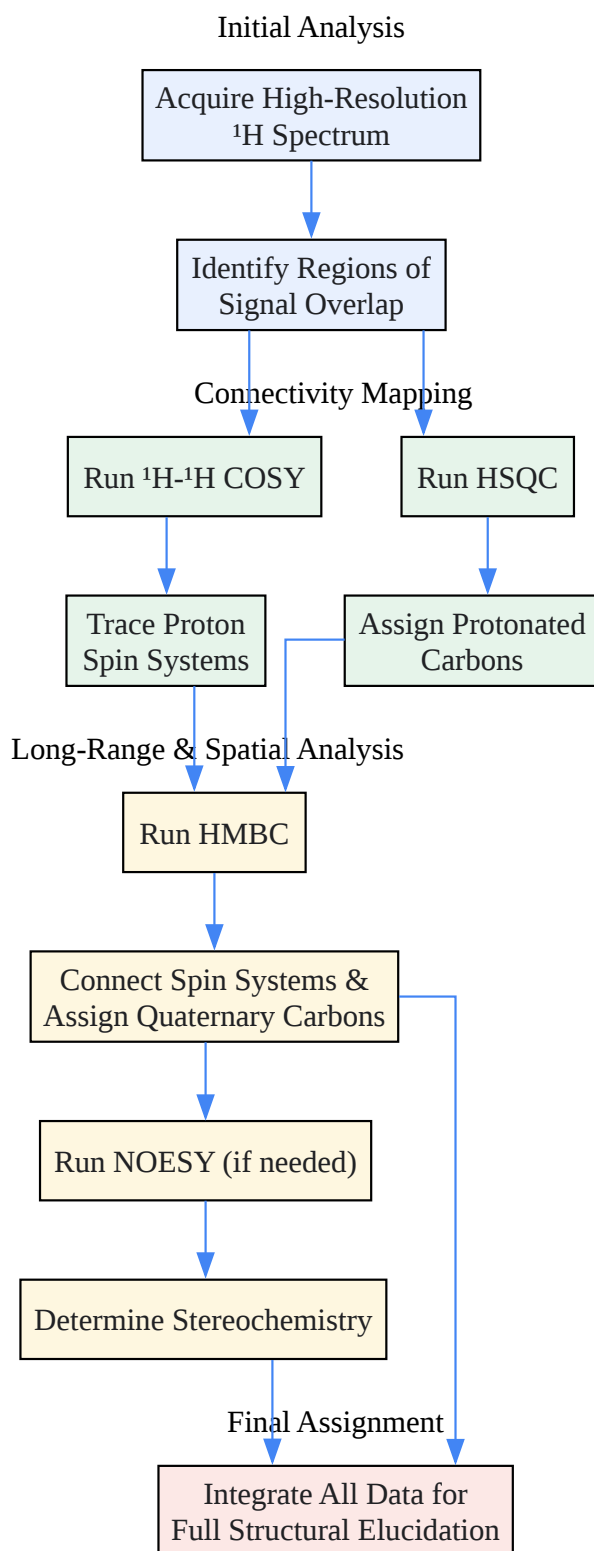 Initial Analysis
Acquire High-Resolution
¹H Spectrum
Identify Regions of
Signal Overlap
Connectivity Mapping
Run ¹H-¹H COSY
Run HSQC
Trace Proton
Spin Systems
Assign Protonated
Carbons
Long-Range & Spatial Analysis
Run HMBC
Connect Spin Systems &
Assign Quaternary Carbons
Run NOESY (if needed)
Determine Stereochemistry
Final Assignment
Integrate All Data for
Full Structural Elucidation